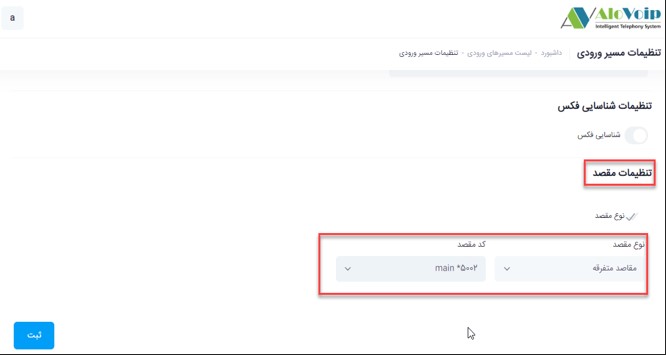 a
AloVoip
Intelligent Telephony System
تنظیمات مسیر ورودی
داشبورد - لیست مسیرهای ورودی - تنظیمات مسیر ورودی
تنظیمات شناسایی فکس
شناسایی فکس
تنظیمات مقصد
نوع مقصد
نوع مقصد
کد مقصد
مقاصد متفرقه
main *۵۰۰۲
ثبت